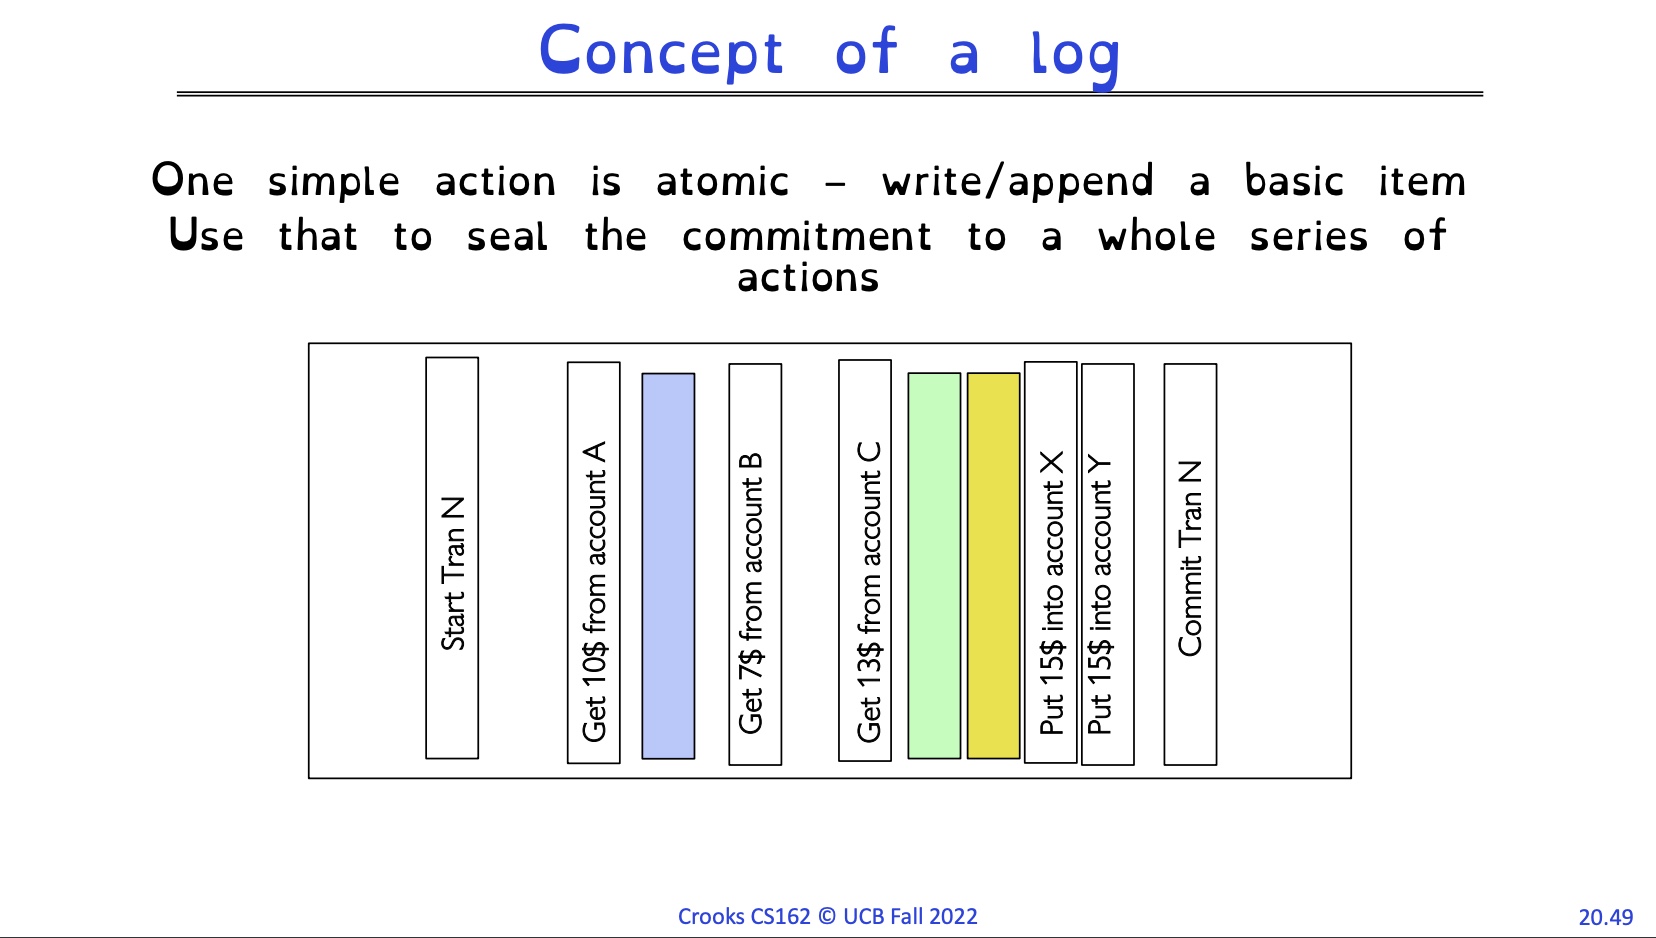 Concept of a log
One simple action is atomic – write/append a basic item
Use that to seal the commitment to a whole series of
actions
Start Tran N
Get 10$ from account A
Get 7$ from account B
Get 13$ from account C
Put 15$ into account X
Put 15$ into account Y
Commit Tran N
Crooks CS162 © UCB Fall 2022
20.49